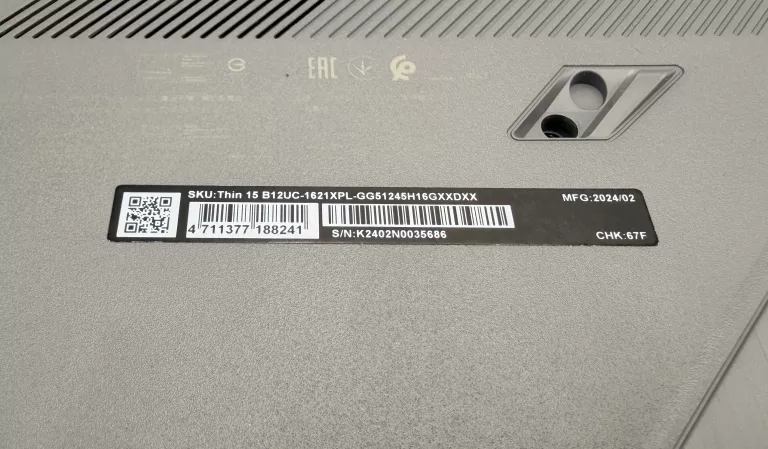 EAC
SKU:Thin 15 B12UC-1621XPL-GG51245H16GXXDXX
MFG:2024/02
4 711377 188241
S/N:K2402N0035686
CHK:67F